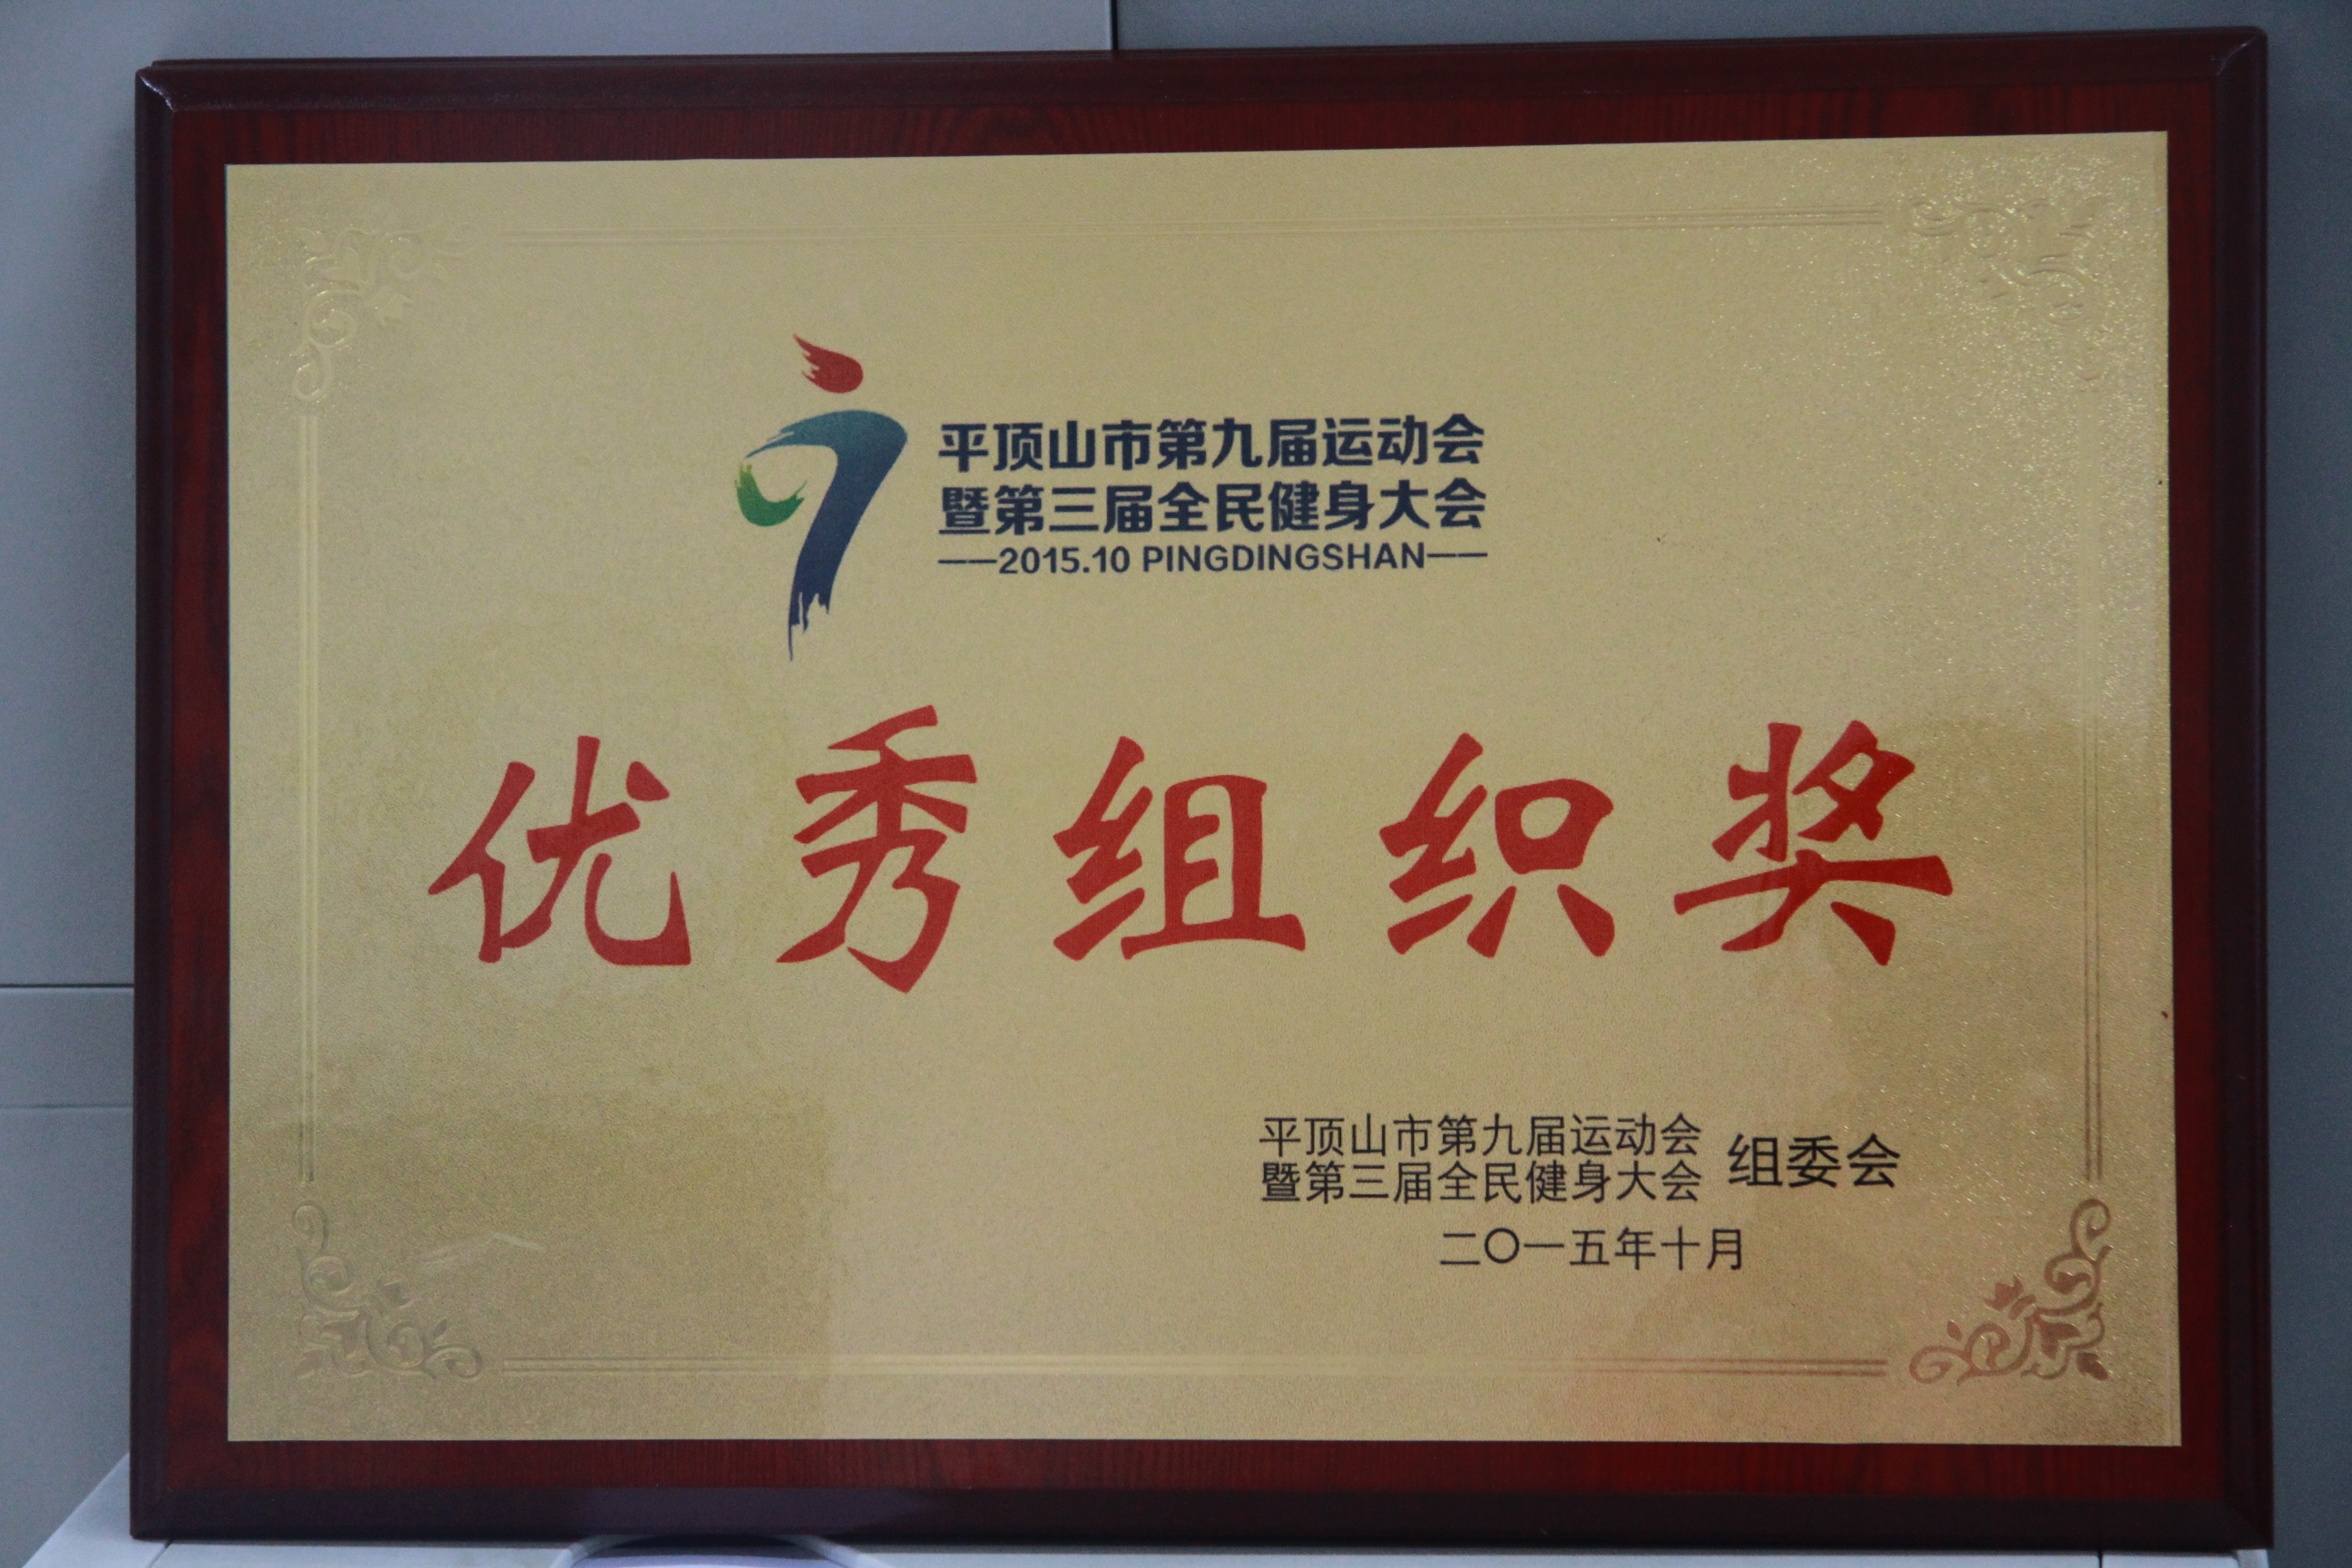 平顶山市第九届运动会
暨第三届全民健身大会
——2015.10 PINGDINGSHAN——
优秀组织奖
平顶山市第九届运动会
暨第三届全民健身大会 组委会
二〇一五年十月